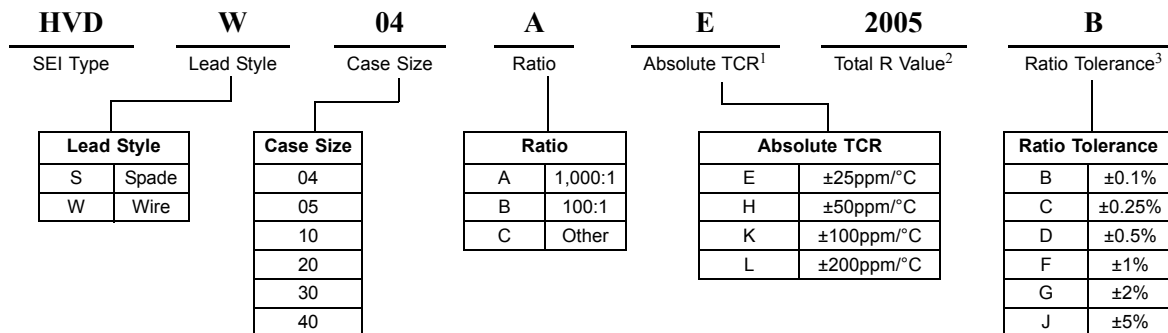 HVD W 04 A E 2005 B
SEI Type Lead Style Case Size Ratio Absolute TCR1 Total R Value2 Ratio Tolerance3
Lead Style
S Spade
W Wire
Case Size
04
05
10
20
30
40
Ratio
A 1,000:1
B 100:1
C Other
Absolute TCR
E ±25ppm/°C
H ±50ppm/°C
K ±100ppm/°C
L ±200ppm/°C
Ratio Tolerance
B ±0.1%
C ±0.25%
D ±0.5%
F ±1%
G ±2%
J ±5%